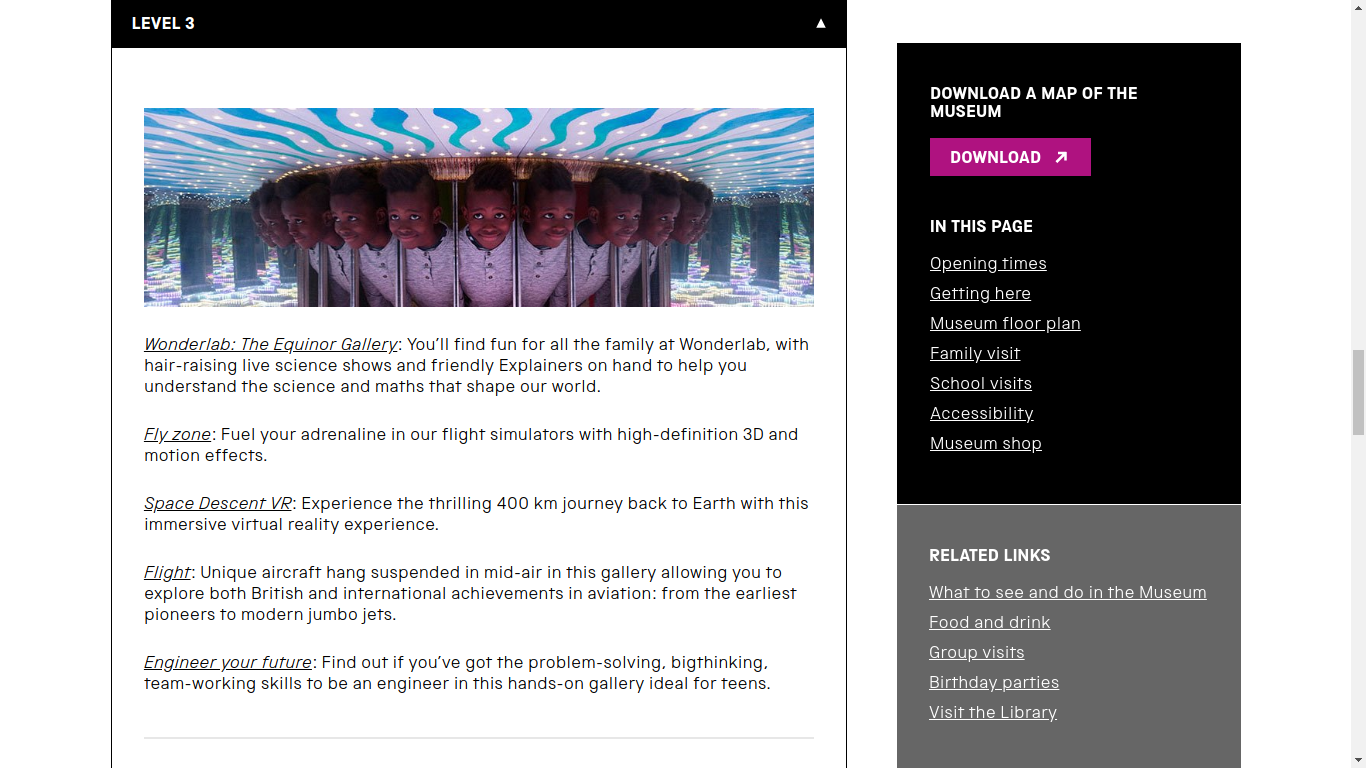 LEVEL 3 ▲
Wonderlab: The Equinor Gallery: You’ll find fun for all the family at Wonderlab, with
hair-raising live science shows and friendly Explainers on hand to help you
understand the science and maths that shape our world.
Fly zone: Fuel your adrenaline in our flight simulators with high-definition 3D and
motion effects.
Space Descent VR: Experience the thrilling 400 km journey back to Earth with this
immersive virtual reality experience.
Flight: Unique aircraft hang suspended in mid-air in this gallery allowing you to
explore both British and international achievements in aviation: from the earliest
pioneers to modern jumbo jets.
Engineer your future: Find out if you’ve got the problem-solving, bigthinking,
team-working skills to be an engineer in this hands-on gallery ideal for teens.
DOWNLOAD A MAP OF THE
MUSEUM
DOWNLOAD
IN THIS PAGE
Opening times
Getting here
Museum floor plan
Family visit
School visits
Accessibility
Museum shop
RELATED LINKS
What to see and do in the Museum
Food and drink
Group visits
Birthday parties
Visit the Library